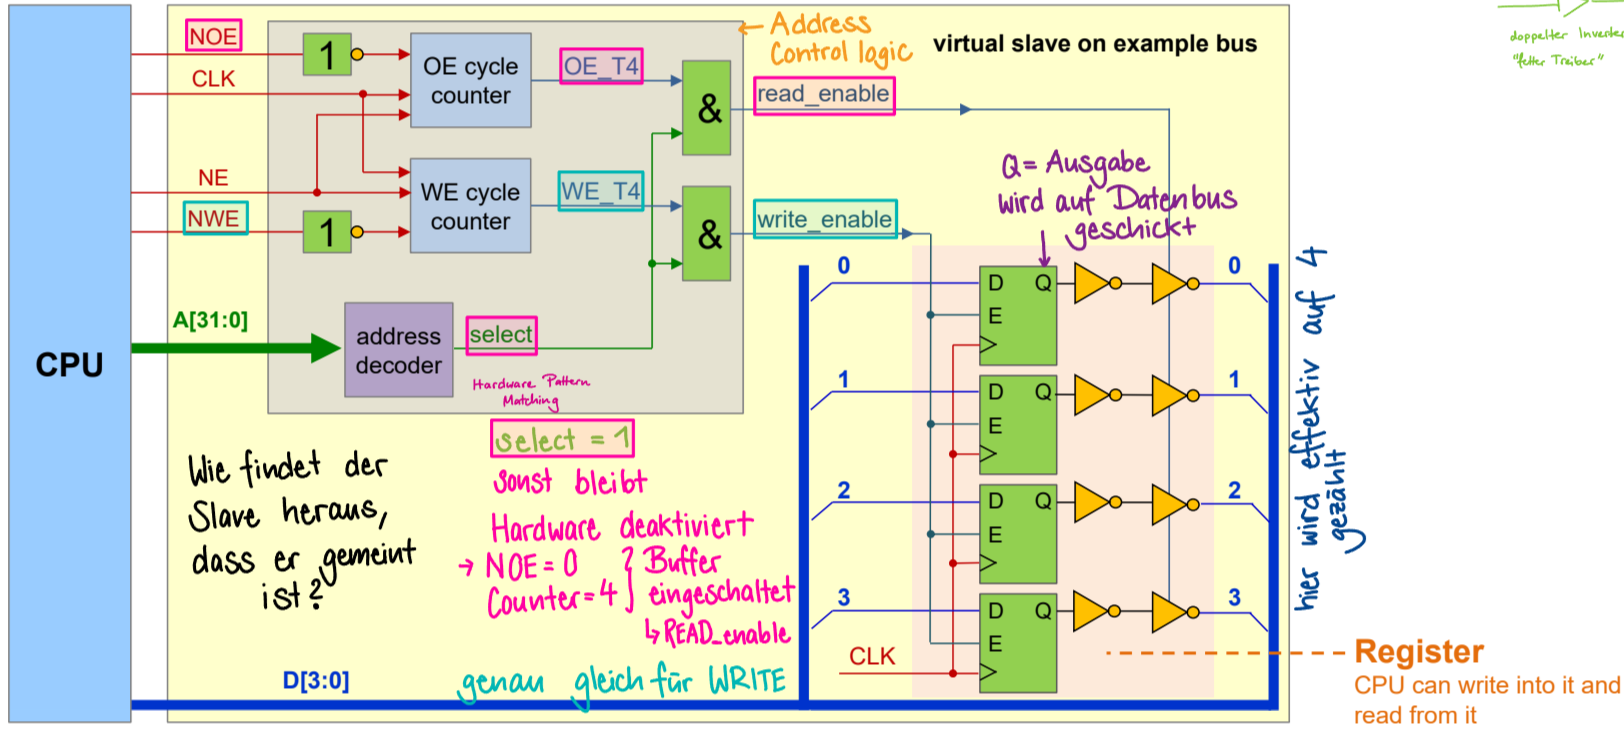 NOE
CLK
NE
NWE
A[31:0]
CPU
1
1
OE cycle
counter
WE cycle
counter
address
decoder
OE_T4
WE_T4
select
Hardware Pattern
Matching
&
&
← Address
Control logic
virtual slave on example bus
doppelter Inverter
"fetter Treiber"
read_enable
write_enable
Q = Ausgabe
wird auf Datenbus
geschickt
0
1
2
3
D Q
E
D Q
E
D Q
E
D Q
E
CLK
0
1
2
3
hier wird effektiv auf 4
gezählt
Wie findet der
Slave heraus,
dass er gemeint
ist?
select = 1
sonst bleibt
Hardware deaktiviert
→ NOE = 0 } Buffer
Counter = 4 } eingeschaltet
↳ READ_enable
genau gleich für WRITE
D[3:0]
Register
CPU can write into it and
read from it